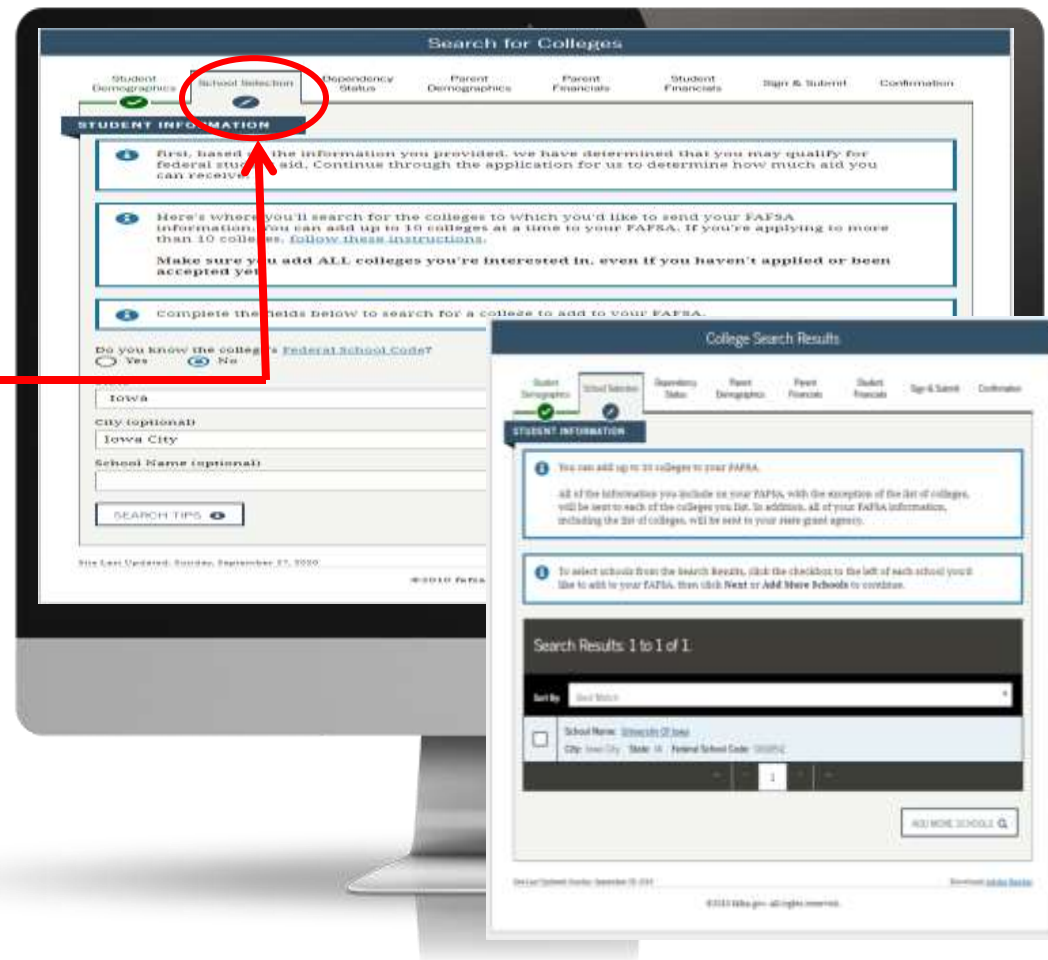 Search for Colleges
Student Demographics
School Selection
Dependency Status
Parent Demographics
Parent Financials
Student Financials
Sign & Submit
Confirmation
STUDENT INFORMATION
first, based the information you provided, we have determined that you may qualify for
federal student aid, Continue through the application for us to determine how much aid you
can receive.
Here's where you'll search for the colleges to which you'd like to send your FAFSA
information. You can add up to 10 colleges at a time to your FAFSA. If you're applying to more
than 10 colleges, follow these instructions.
Make sure you add ALL colleges you're interested in, even if you haven't applied or been
accepted yet
Complete the fields below to search for a college to add to your FAFSA.
Do you know the college's Federal School Code?
Yes No
Iowa
City (optional)
Iowa City
School Name (optional)
SEARCH TIPS
Site Last Updated: Sunday, September 27, 
College Search Results
Student Demographics
School Selection
Dependency Status
Parent Demographics
Parent Financials
Student Financials
Sign & Submit
Confirmation
STUDENT INFORMATION
You can add up to 10 colleges to your FAFSA.
All of the information you include on your FAFSA, with the exception of the list of colleges,
will be sent to each of the colleges you list. In addition, all of your FAFSA information,
including the list of colleges, will be sent to your state grant agency.
To select schools from the Search Results, click the checkbox to the left of each school you'd
like to add to your FAFSA, then click Next or Add More Schools to continue.
Search Results: 1 to 1 of 1
Sort By Best Match
School Name: University Of Iowa
City: Iowa City State: IA Federal School Code:
1
ADD MORE SCHOOLS
Site Last Updated: Sunday, September
Download Adobe Reader
fafsa.gov. All rights reserved.